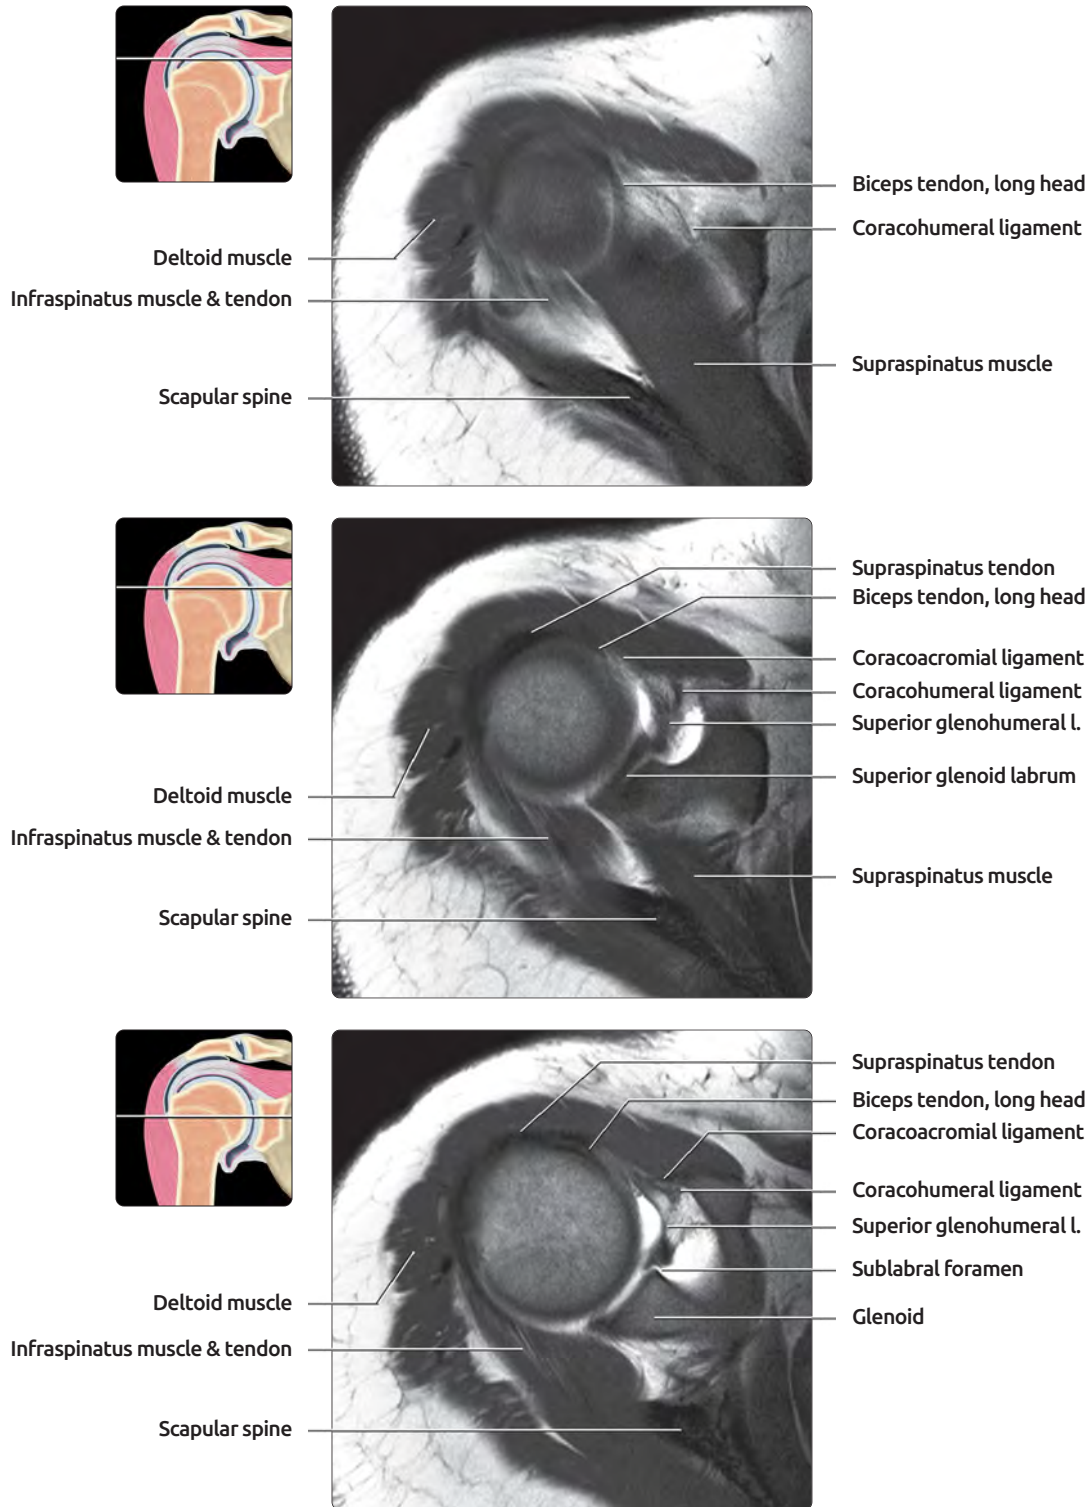 Biceps tendon, long head
Coracohumeral ligament
Deltoid muscle
Infraspinatus muscle & tendon
Supraspinatus muscle
Scapular spine
Supraspinatus tendon
Biceps tendon, long head
Coracoacromial ligament
Coracohumeral ligament
Superior glenohumeral l.
Superior glenoid labrum
Deltoid muscle
Infraspinatus muscle & tendon
Supraspinatus muscle
Scapular spine
Supraspinatus tendon
Biceps tendon, long head
Coracoacromial ligament
Coracohumeral ligament
Superior glenohumeral l.
Sublabral foramen
Deltoid muscle
Glenoid
Infraspinatus muscle & tendon
Scapular spine